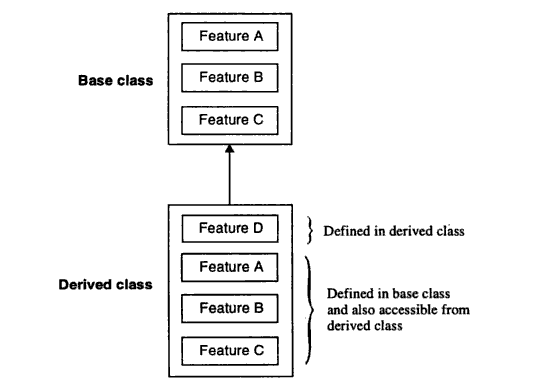 Feature A
Base class
Feature B
Feature C
Feature D
Defined in derived class
Feature A
Derived class
Defined in base class
and also accessible from
derived class
Feature B
Feature C